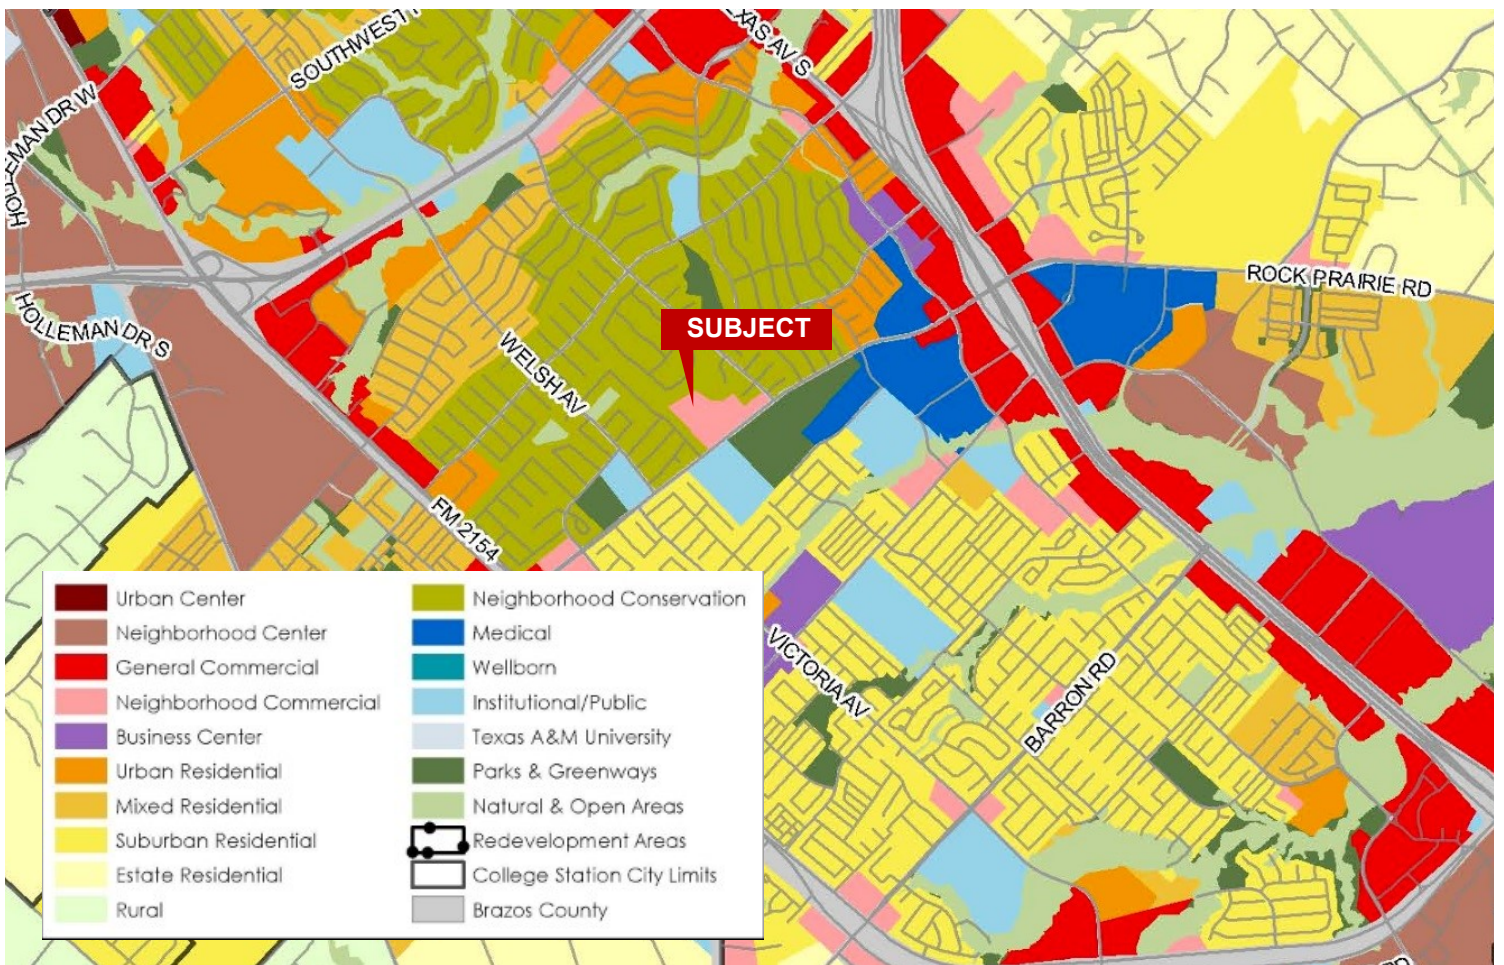 SOUTHWEST
EXAS AV S
HOLLEMAN DR W
ROCK PRAIRIE RD
HOLLEMAN DR S
SUBJECT
WELSH AV
FM 2154
VICTORIA AV
BARRON RD
Urban Center
Neighborhood Center
General Commercial
Neighborhood Commercial
Business Center
Urban Residential
Mixed Residential
Suburban Residential
Estate Residential
Rural
Neighborhood Conservation
Medical
Wellborn
Institutional/Public
Texas A&M University
Parks & Greenways
Natural & Open Areas
Redevelopment Areas
College Station City Limits
Brazos County